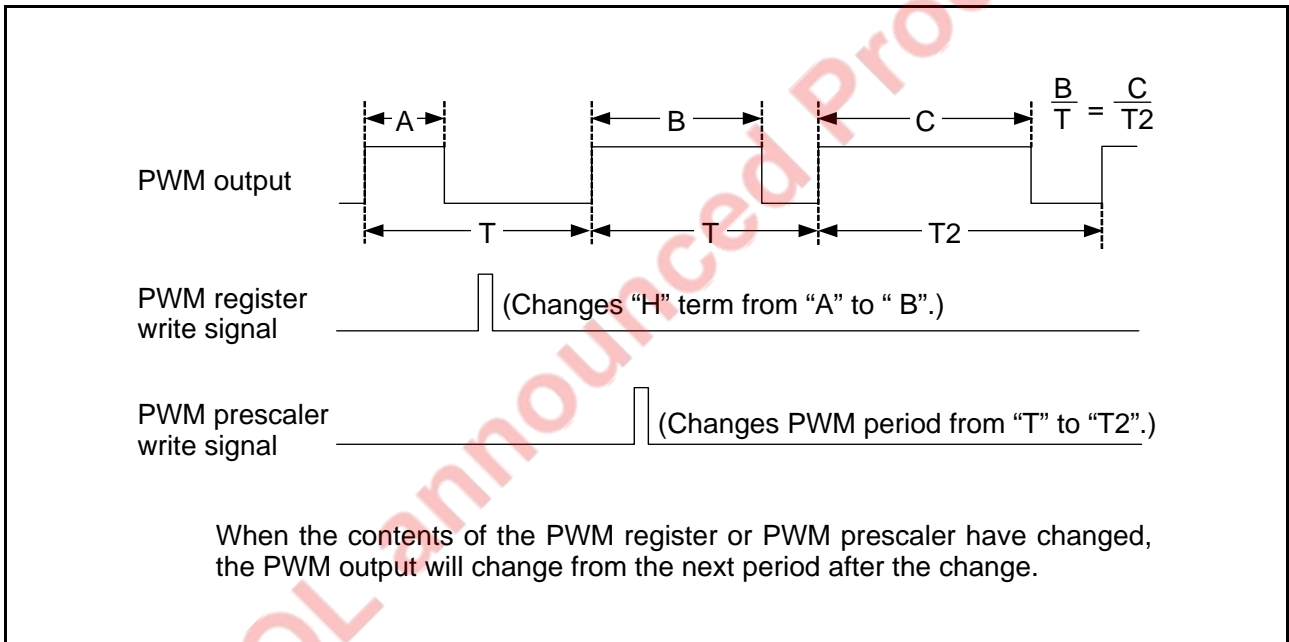 A
B
C
B
T
=
C
T2
PWM output
T
T
T2
PWM register
write signal
(Changes “H” term from “A” to “ B”.)
PWM prescaler
write signal
(Changes PWM period from “T” to “T2”.)
When the contents of the PWM register or PWM prescaler have changed,
the PWM output will change from the next period after the change.
announced